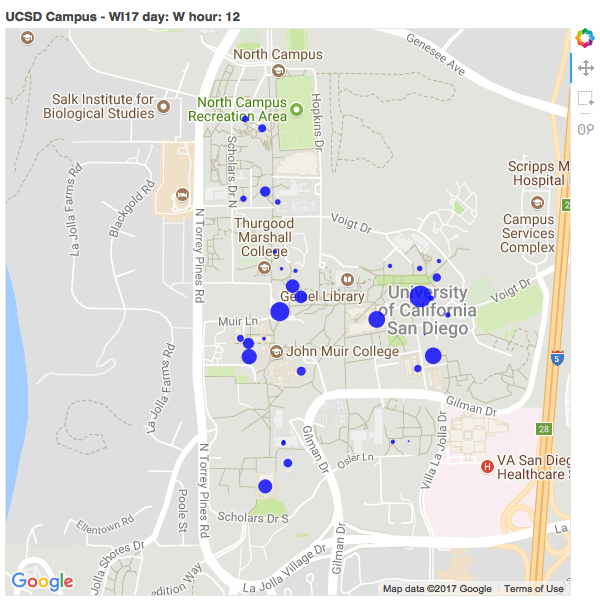 UCSD Campus - WI17 day: W hour: 12
Genesee Ave
North Campus
Salk Institute for
Biological Studies
North Campus
Recreation Area
Hopkins Dr
Scholars Dr N
La Jolla Farms Rd
Blackgold Rd
Scripps M
Hospital
2
Campus
Services
Complex
N Torrey Pines Rd
Voigt Dr
Thurgood
Marshall
College
Geisel Library
University
of California
San Diego
Voigt Dr
Muir Ln
John Muir College
5
La Jolla Farms Rd
Gilman Dr
28
Gilman Dr
Villa La Jolla Dr
Osler Ln
VA San Dieg
Healthcare
H
N Torrey Pines Rd
Poole St
Ellentown Rd
Scholars Dr S
La
La Jolla Shores Dr
Gilman Dr
La Jolla Village Dr
edition Way
Google
Map data ©2017 Google
Terms of Use